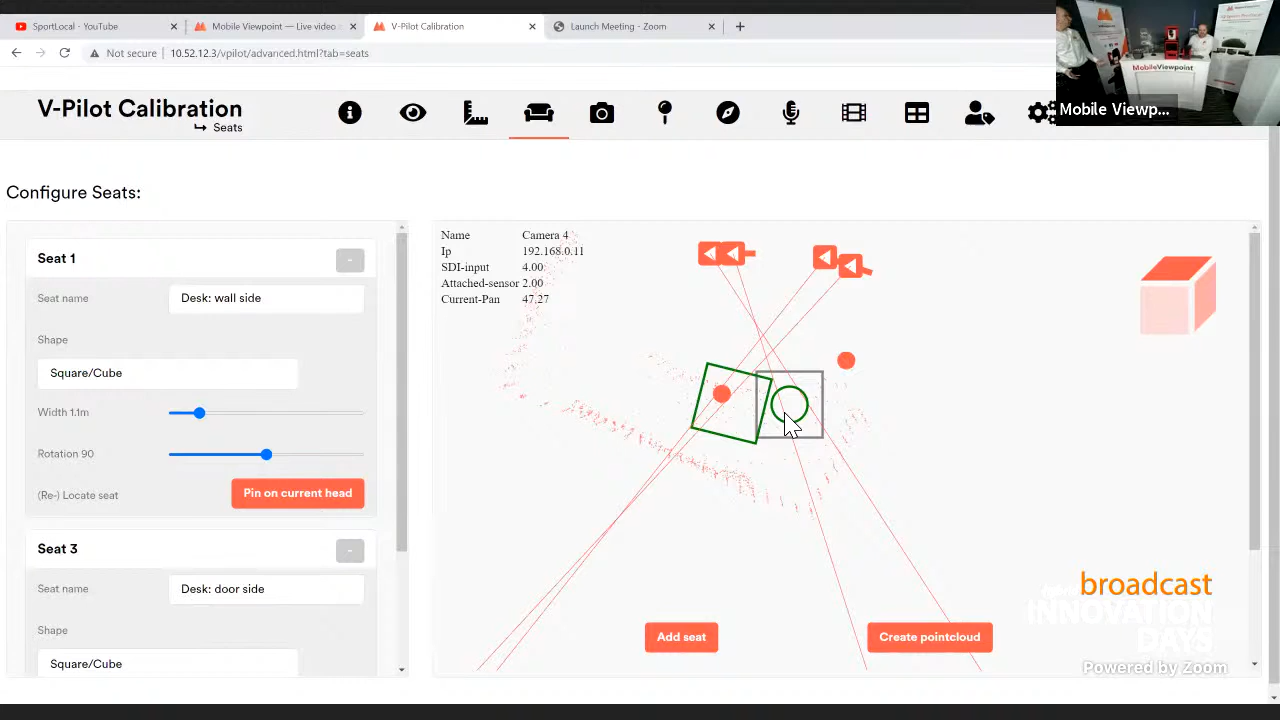 SportLocal - YouTube
Mobile Viewpoint — Live video s
V-Pilot Calibration
Launch Meeting - Zoom
Not secure
10.52.12.3/vpilot/advanced.html?tab=seats
V-Pilot Calibration
Seats
MobileViewpoint
Mobile Viewp...
Configure Seats:
Seat 1
Seat name
Desk: wall side
Shape
Square/Cube
Width 1.1m
Rotation 90
(Re-) Locate seat
Pin on current head
Seat 3
Seat name
Desk: door side
Shape
Square/Cube
Name Camera 4
Ip 192.168.0.11
SDI-input 4.00
Attached-sensor 2.00
Current-Pan 47.27
Add seat
Create pointcloud
broadcast
INNOVATION
DAYS
Powered by Zoom